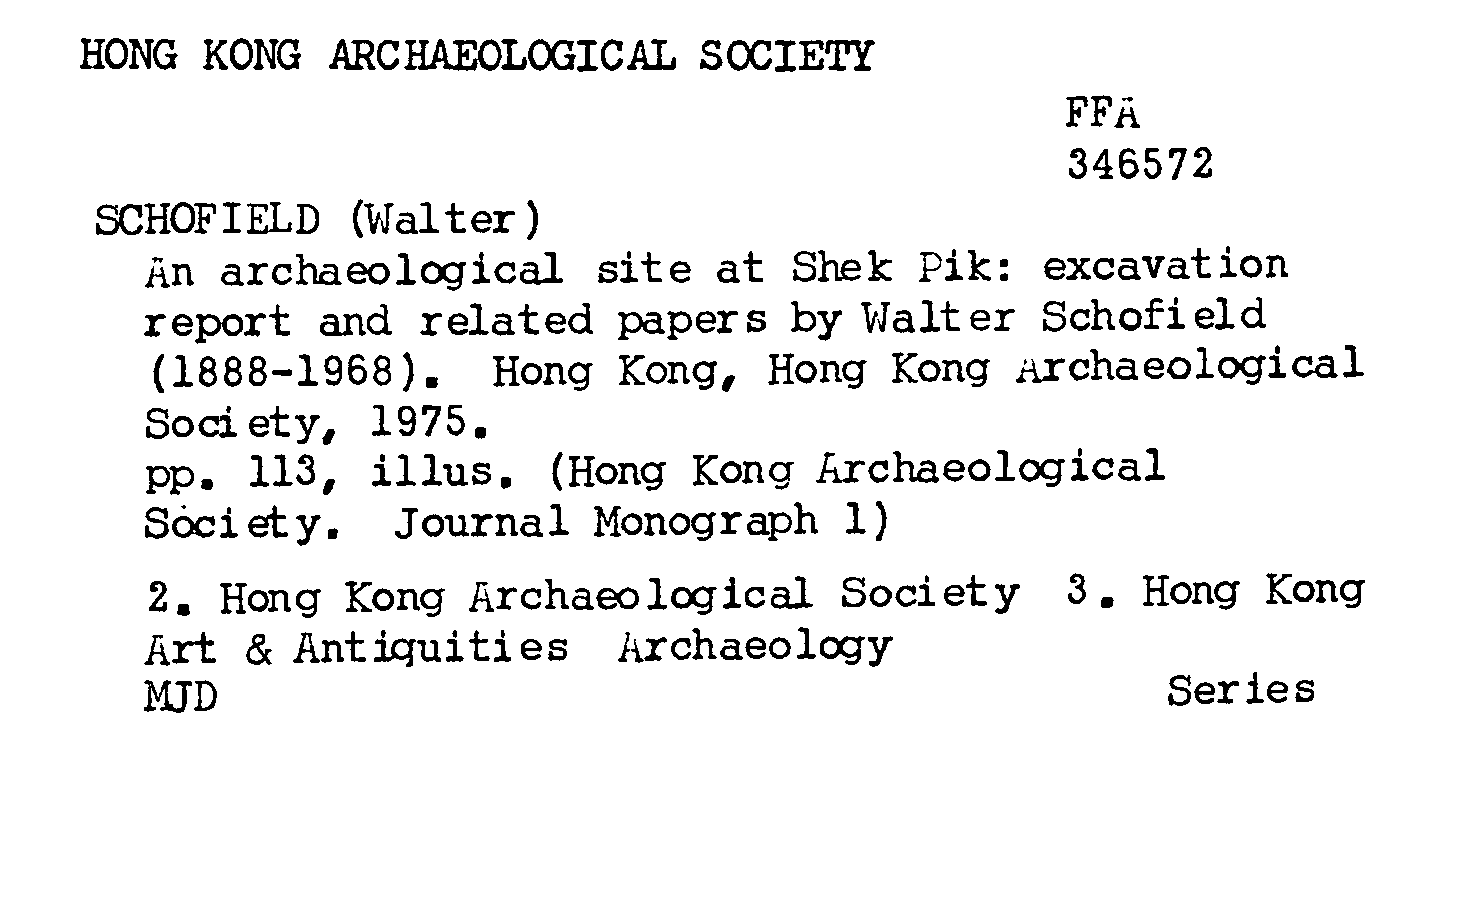 HONG KONG ARCHAEOLOGICAL SOCIETY
FFA
346572
SCHOFIELD (Walter)
An archaeological site at Shek Pik: excavation
report and related papers by Walter Schofield
(1888-1968). Hong Kong, Hong Kong Archaeological
Society, 1975.
pp. 113, illus. (Hong Kong Archaeological
Society. Journal Monograph 1)
2. Hong Kong Archaeological Society 3. Hong Kong
Art & Antiquities Archaeology
MJD Series